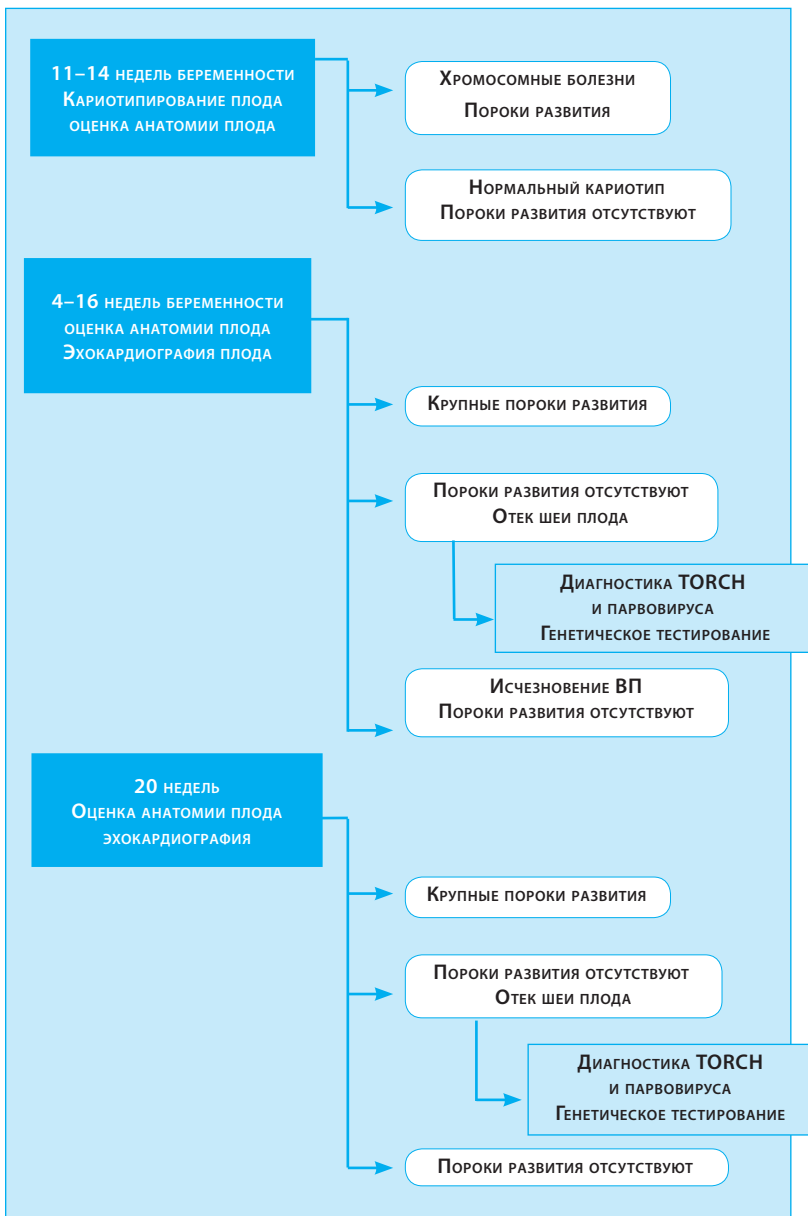 11–14 недель беременности
Кариотипирование плода
оценка анатомии плода
Хромосомные болезни
Пороки развития
Нормальный кариотип
Пороки развития отсутствуют
4–16 недель беременности
оценка анатомии плода
Эхокардиография плода
Крупные пороки развития
Пороки развития отсутствуют
Отек шеи плода
Диагностика TORCH
и парвовируса
Генетическое тестирование
Исчезновение ВП
Пороки развития отсутствуют
20 недель
Оценка анатомии плода
эхокардиография
Крупные пороки развития
Пороки развития отсутствуют
Отек шеи плода
Диагностика TORCH
и парвовируса
Генетическое тестирование
Пороки развития отсутствуют